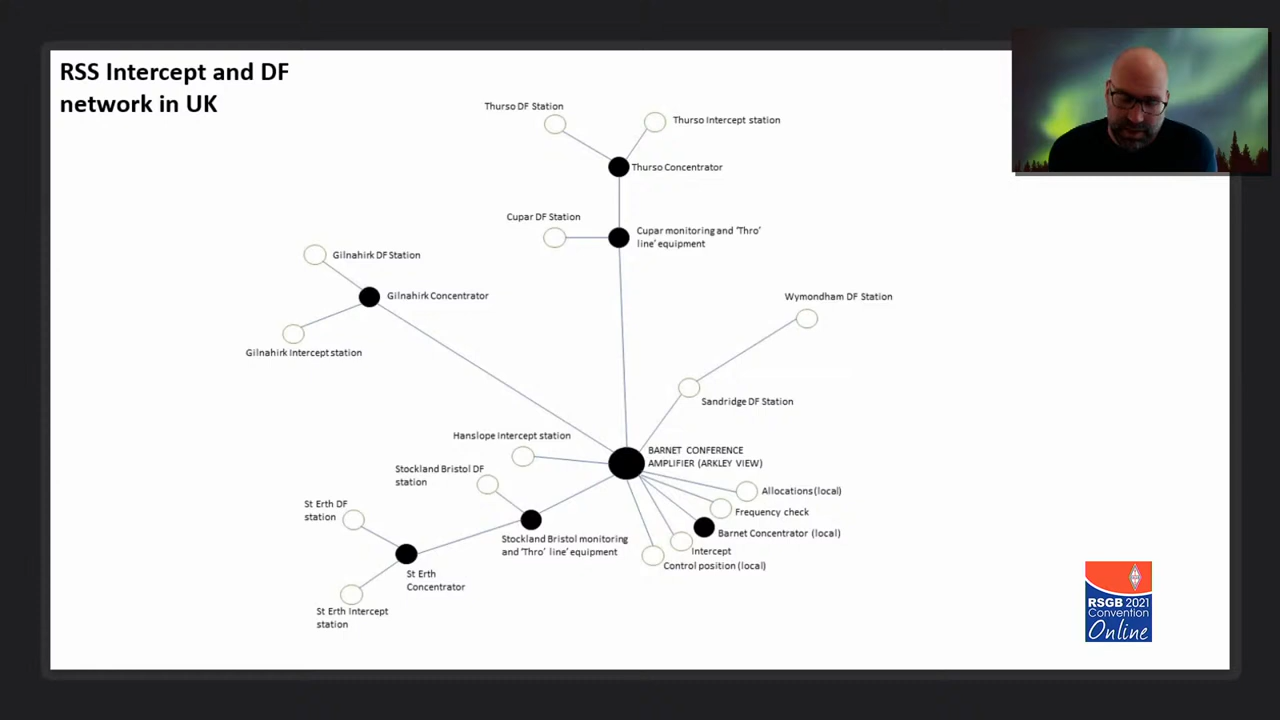 RSS Intercept and DF
network in UK
Thurso DF Station
Thurso Intercept station
Thurso Concentrator
Cupar DF Station
Cupar monitoring and 'Thro'
line' equipment
Gilnahirk DF Station
Gilnahirk Concentrator
Gilnahirk Intercept station
Wymondham DF Station
Sandridge DF Station
Hanslope Intercept station
BARNET CONFERENCE
AMPLIFIER (ARKLEY VIEW)
Stockland Bristol DF
station
Allocations (local)
Frequency check
St Erth DF
station
Barnet Concentrator (local)
Stockland Bristol monitoring
and 'Thro' line' equipment
Intercept
Control position (local)
St Erth
Concentrator
St Erth Intercept
station
RSGB 2021
Convention
Online